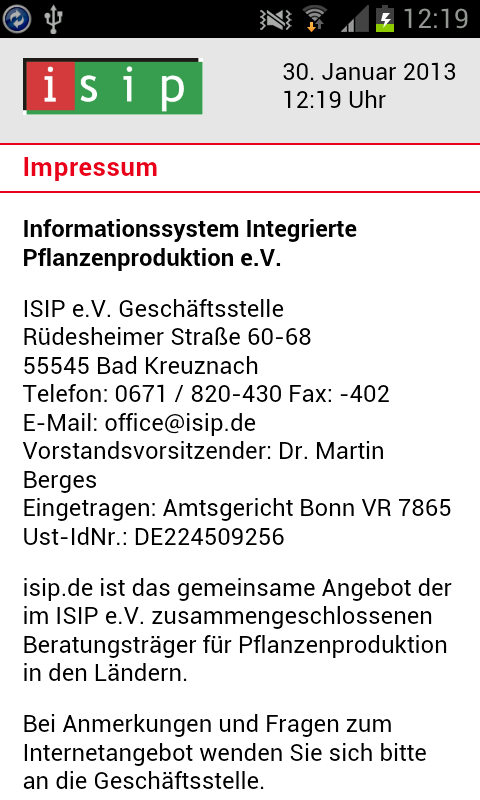 12:19
isip
30. Januar 2013
12:19 Uhr
Impressum
Informationssystem Integrierte
Pflanzenproduktion e.V.
ISIP e.V. Geschäftsstelle
Rüdesheimer Straße 60-68
55545 Bad Kreuznach
Telefon: 0671 / 820-430 Fax: -402
E-Mail: office@isip.de
Vorstandsvorsitzender: Dr. Martin
Berges
Eingetragen: Amtsgericht Bonn VR 7865
Ust-IdNr.: DE224509256
isip.de ist das gemeinsame Angebot der
im ISIP e.V. zusammengeschlossenen
Beratungsträger für Pflanzenproduktion
in den Ländern.
Bei Anmerkungen und Fragen zum
Internetangebot wenden Sie sich bitte
an die Geschäftsstelle.